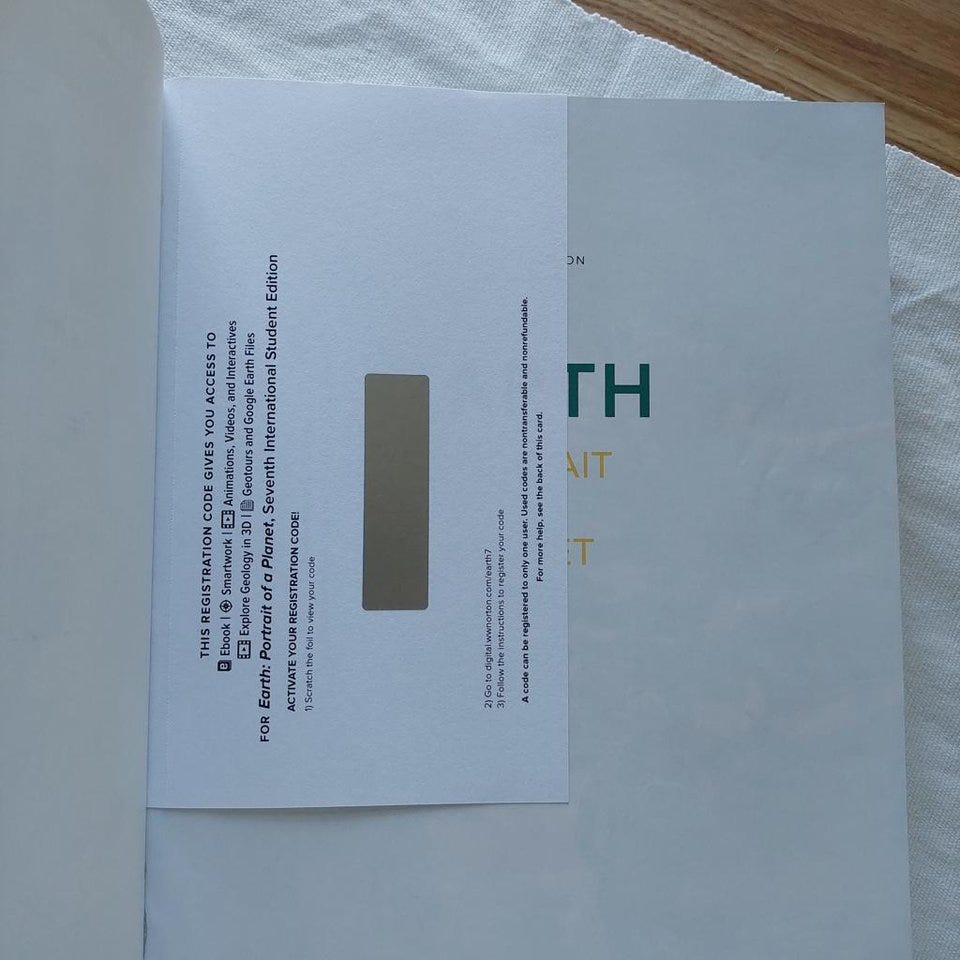 THIS REGISTRATION CODE GIVES YOU ACCESS TO
Ebook | Smartwork | Animations, Videos, and Interactives
Explore Geology in 3D | Geotours and Google Earth Files
FOR Earth: Portrait of a Planet, Seventh International Student Edition
ACTIVATE YOUR REGISTRATION CODE!
1) Scratch the foil to view your code
2) Go to digital.wwnorton.com/earth7
3) Follow the instructions to register your code
A code can be registered to only one user. Used codes are nontransferable and nonrefundable.
For more help, see the back of this card.
ON
TH
AIT
ET